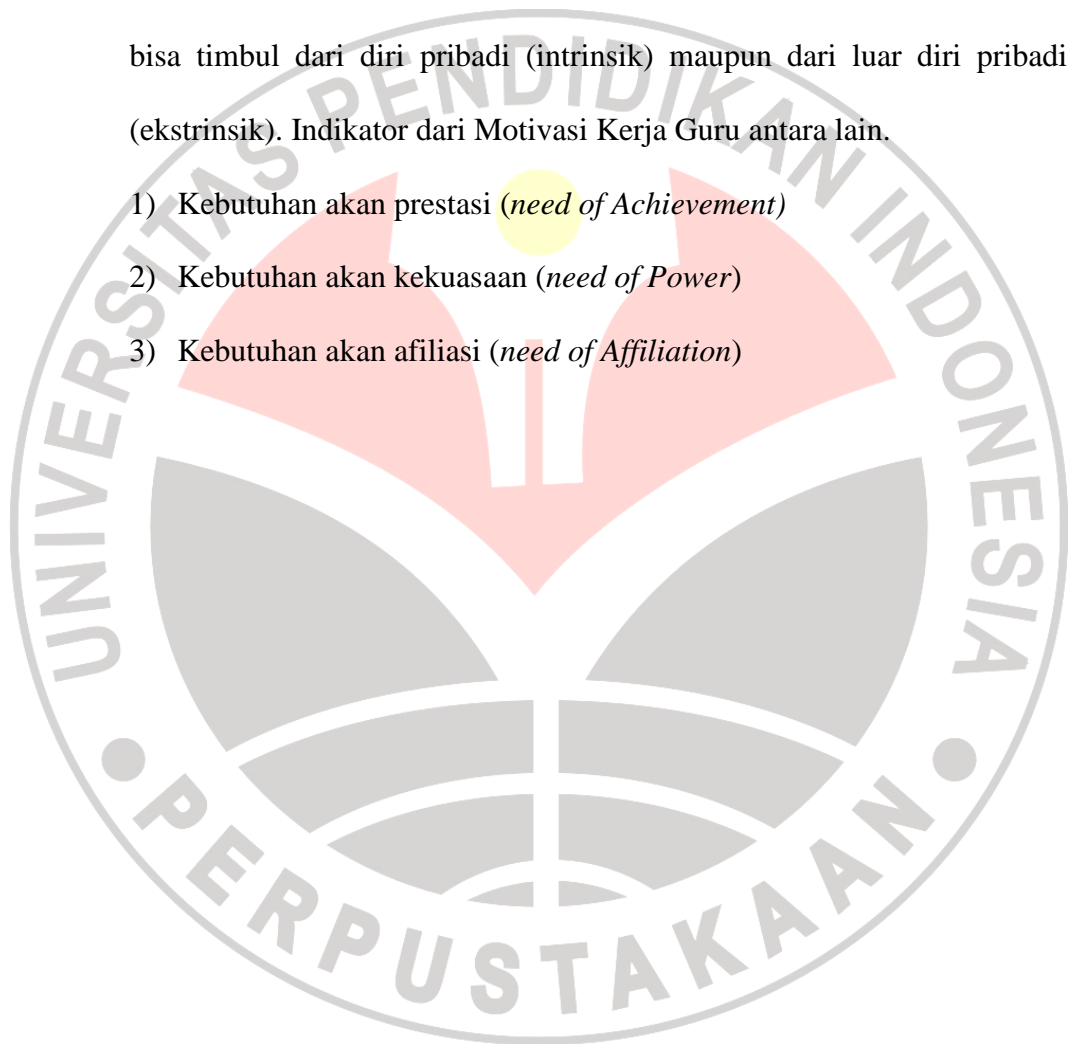 bisa timbul dari diri pribadi (intrinsik) maupun dari luar diri pribadi
(ekstrinsik). Indikator dari Motivasi Kerja Guru antara lain.
1) Kebutuhan akan prestasi (need of Achievement)
2) Kebutuhan akan kekuasaan (need of Power)
3) Kebutuhan akan afiliasi (need of Affiliation)
UNIVERSITAS PENDIDIKAN INDONESIA
• PERPUSTAKAAN •